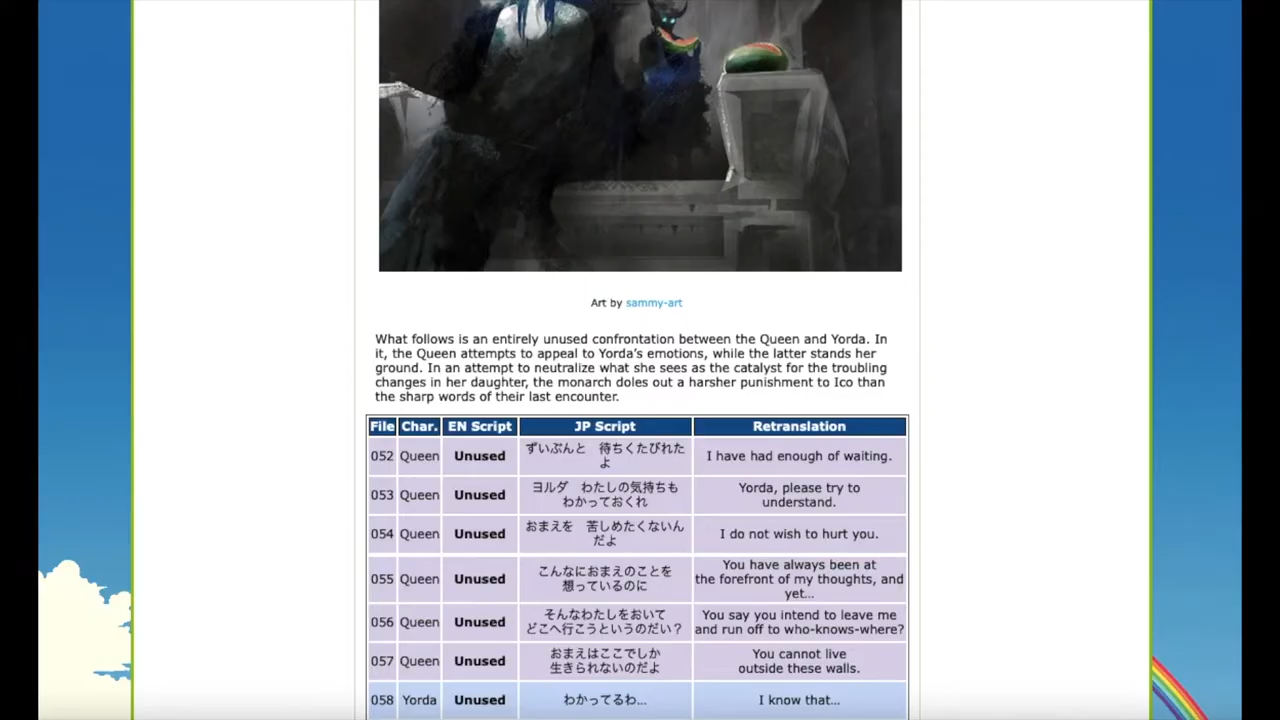 Art by sammy-art
What follows is an entirely unused confrontation between the Queen and Yorda. In
it, the Queen attempts to appeal to Yorda's emotions, while the latter stands her
ground. In an attempt to neutralize what she sees as the catalyst for the troubling
changes in her daughter, the monarch doles out a harsher punishment to Ico than
the sharp words of their last encounter.
File Char. EN Script JP Script Retranslation
052 Queen Unused ずいぶんと　待ちくたびれた
よ
I have had enough of waiting.
053 Queen Unused ヨルダ　わたしの気持ちも
わかっておくれ
Yorda, please try to
understand.
054 Queen Unused おまえを　苦しめたくないん
だよ
I do not wish to hurt you.
055 Queen Unused こんなにおまえのことを
想っているのに
You have always been at
the forefront of my thoughts, and
yet...
056 Queen Unused そんなわたしをおいて
どこへ行こうというのだい？
You say you intend to leave me
and run off to who-knows-where?
057 Queen Unused おまえはここでしか
生きられないのだよ
You cannot live
outside these walls.
058 Yorda Unused わかってるわ… I know that...